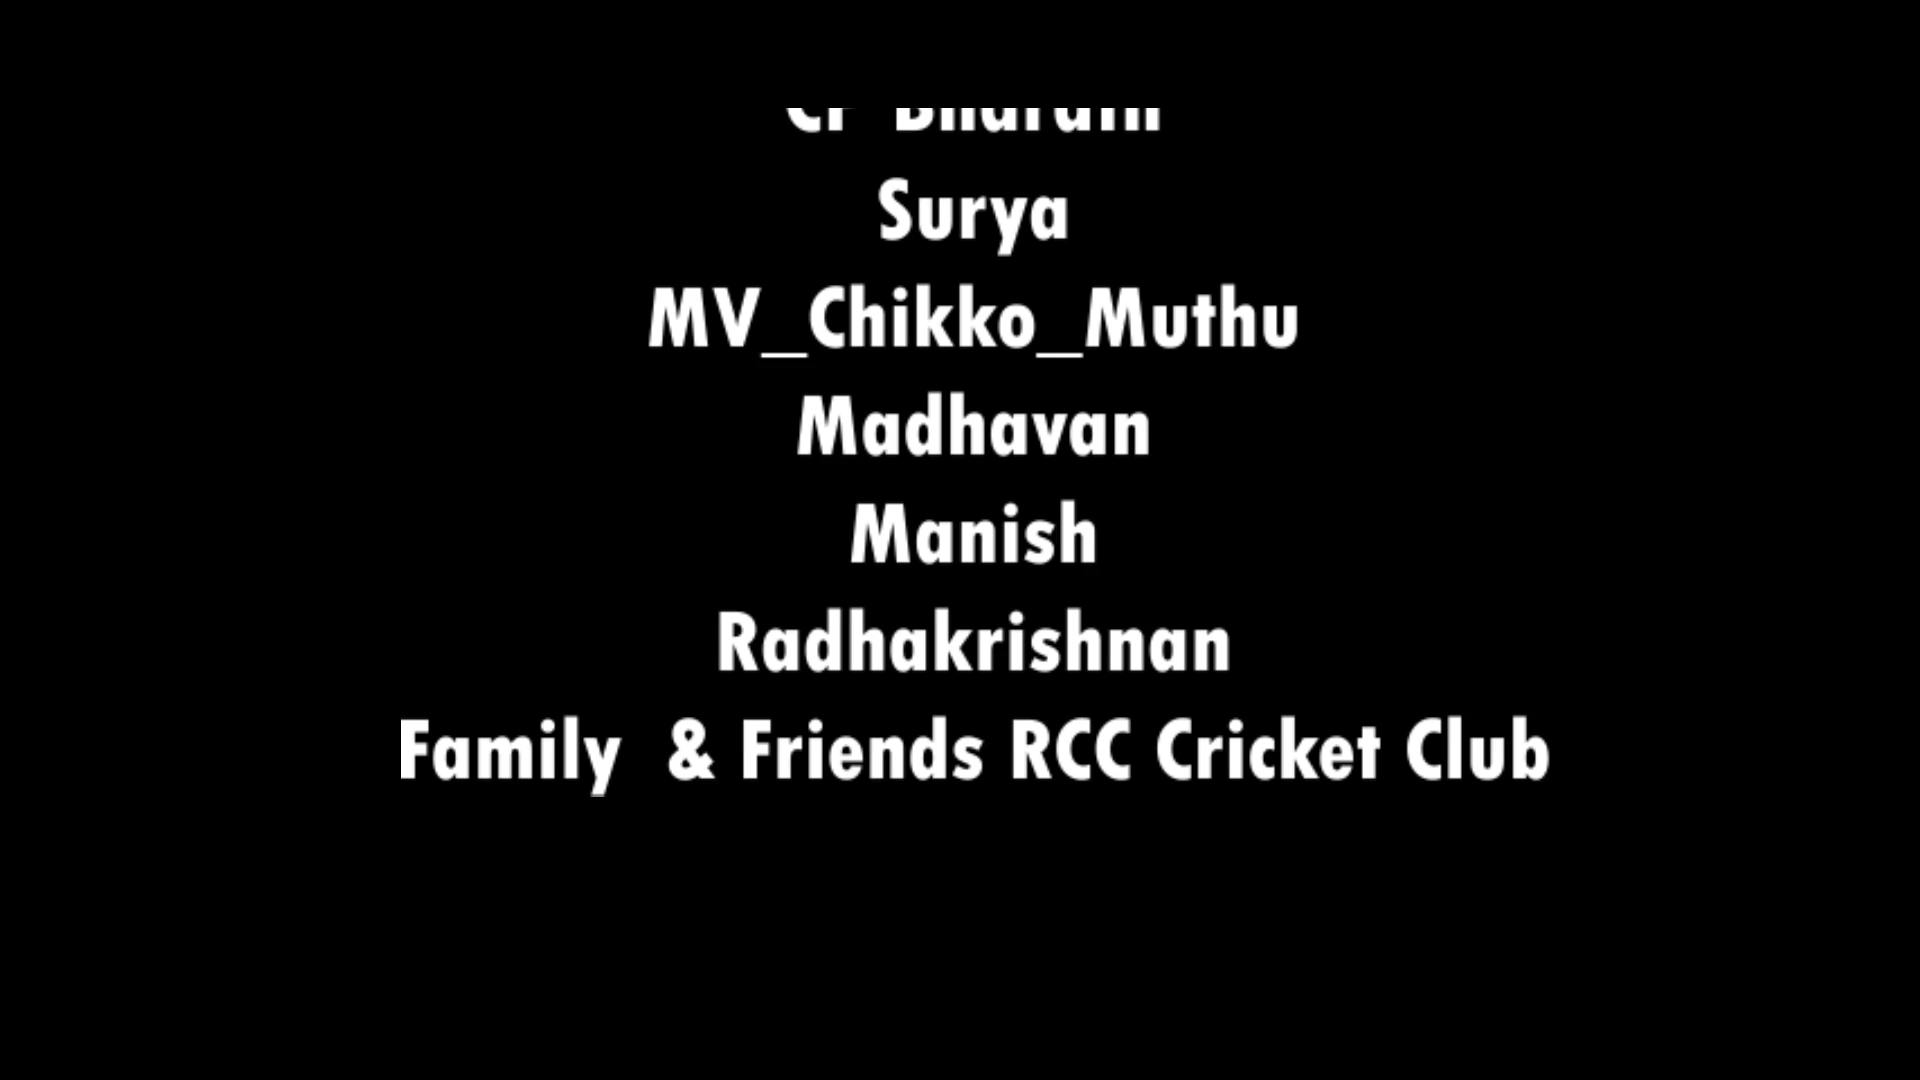 Surya
MV_Chikko_Muthu
Madhavan
Manish
Radhakrishnan
Family & Friends RCC Cricket Club